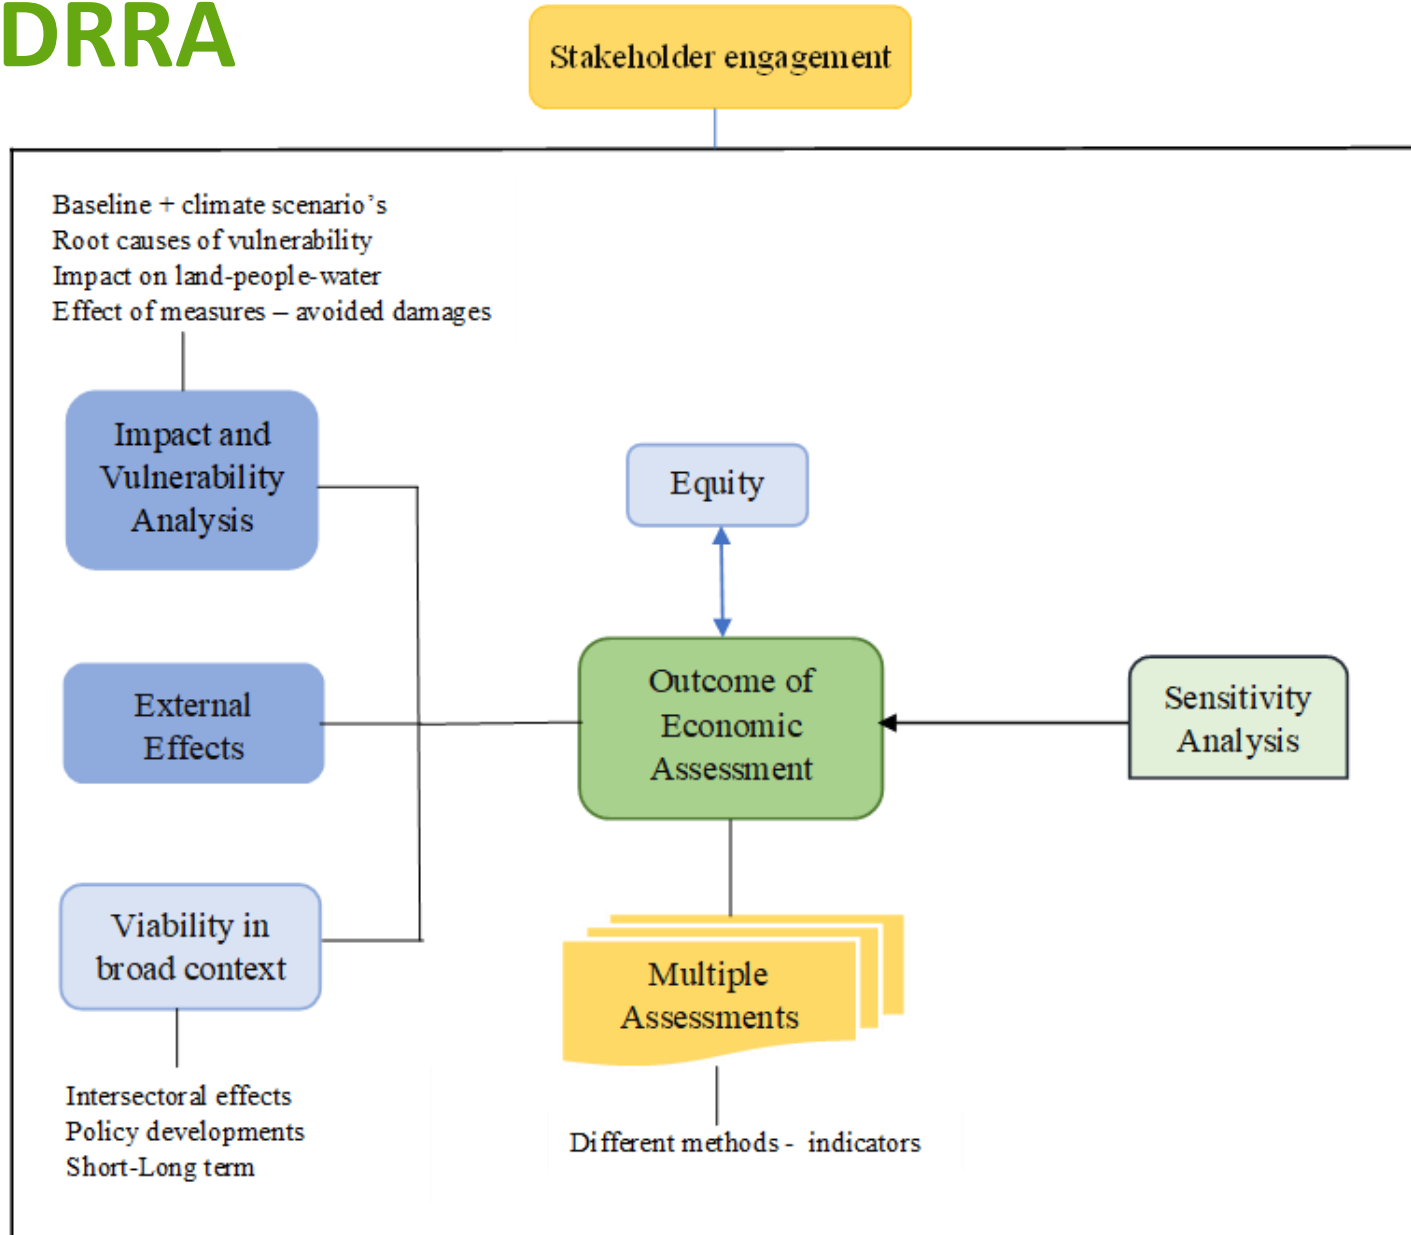 DRRA
Stakeholder engagement
Baseline + climate scenario’s
Root causes of vulnerability
Impact on land-people-water
Effect of measures – avoided damages
Impact and
Vulnerability
Analysis
Equity
External
Effects
Outcome of
Economic
Assessment
Sensitivity
Analysis
Viability in
broad context
Multiple
Assessments
Intersectoral effects
Policy developments
Short-Long term
Different methods - indicators